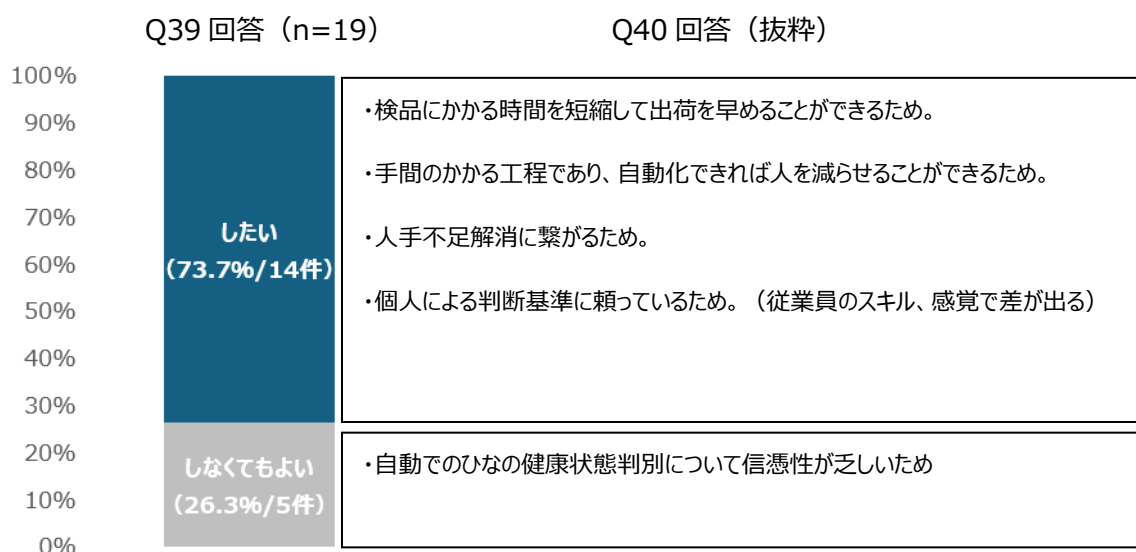 Q39 回答（n=19）
Q40 回答（抜粋）
100%
90%
80%
70%
60%
50%
40%
30%
20%
10%
0%
したい
（73.7%/14件）
しなくてもよい
（26.3%/5件）
・検品にかかる時間を短縮して出荷を早めることができるため。
・手間のかかる工程であり、自動化できれば人を減らせることができるため。
・人手不足解消に繋がるため。
・個人による判断基準に頼っているため。（従業員のスキル、感覚で差が出る）
・自動でのひなの健康状態判別について信憑性が乏しいため